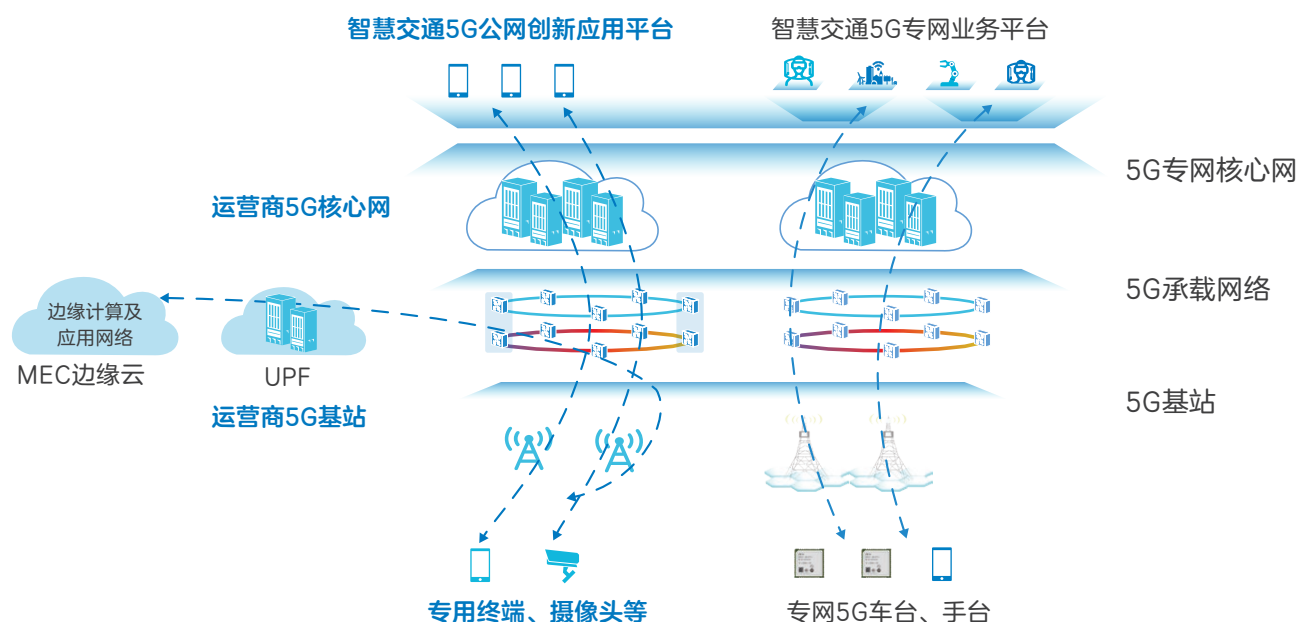 智慧交通5G公网创新应用平台
智慧交通5G专网业务平台
5G专网核心网
运营商5G核心网
5G承载网络
边缘计算及
应用网络
MEC边缘云
UPF
运营商5G基站
5G基站
专用终端、摄像头等
专网5G车台、手台